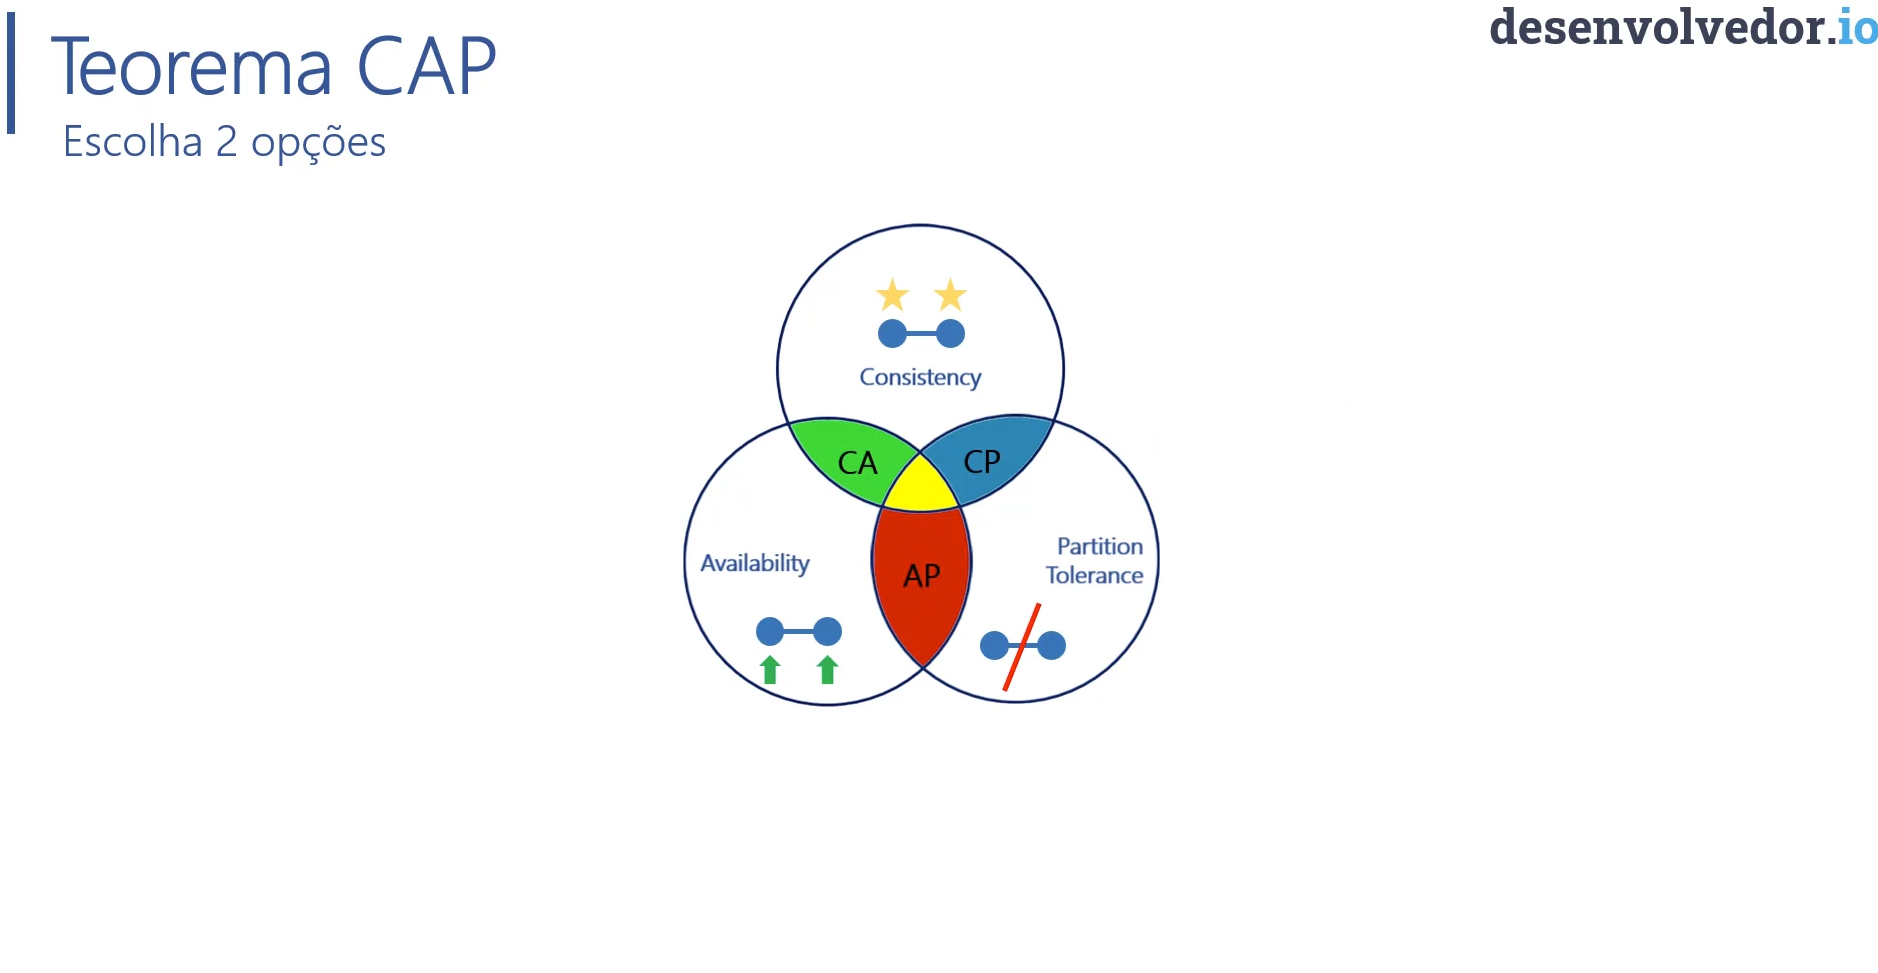 desenvolvedor.io
Teorema CAP
Escolha 2 opções
Consistency
CA
CP
Availability
AP
Partition
Tolerance